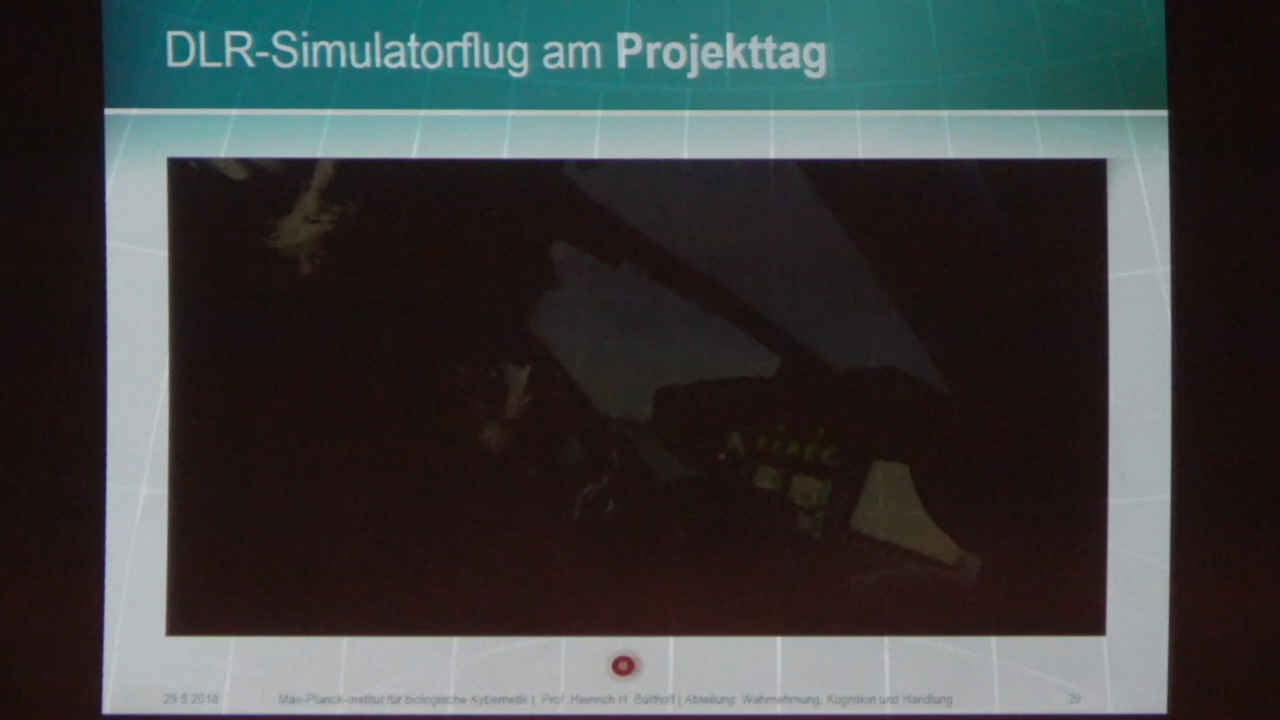 DLR-Simulatorflug am Projekttag
29.5.2018 Max-Planck-Institut für biologische Kybernetik | Prof. Heinrich H. Bülthoff | Abteilung: Wahrnehmung, Kognition und Handlung 39